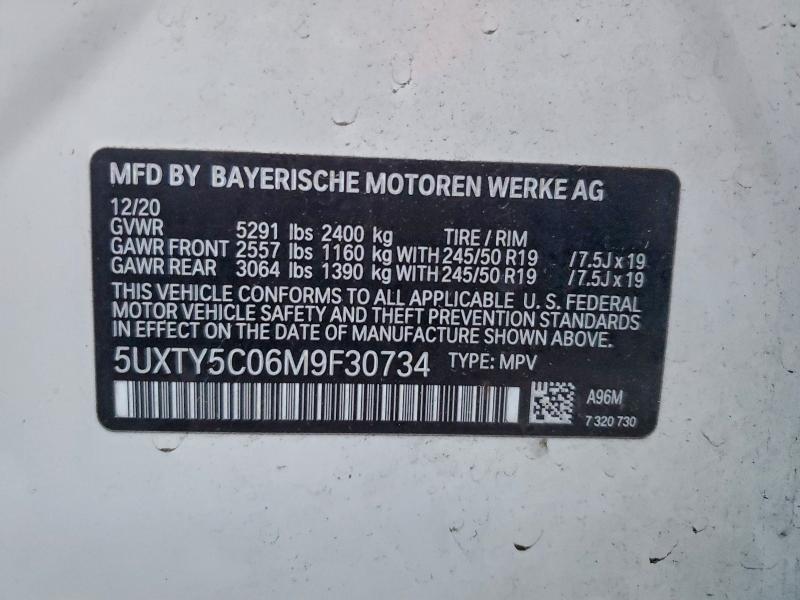 MFD BY BAYERISCHE MOTOREN WERKE AG
12/20
GVWR 5291 lbs 2400 kg TIRE / RIM
GAWR FRONT 2557 lbs 1160 kg WITH 245/50 R19 /7.5J x 19
GAWR REAR 3064 lbs 1390 kg WITH 245/50 R19 /7.5J x 19
THIS VEHICLE CONFORMS TO ALL APPLICABLE U. S. FEDERAL
MOTOR VEHICLE SAFETY AND THEFT PREVENTION STANDARDS
IN EFFECT ON THE DATE OF MANUFACTURE SHOWN ABOVE.
5UXTY5C06M9F30734 TYPE: MPV
A96M
7 320 730